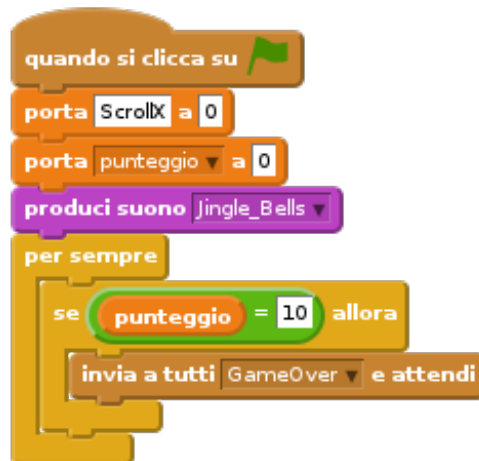 quando si clicca su
porta ScrollX a 0
porta punteggio a 0
produci suono Jingle_Bells
per sempre
se punteggio = 10 allora
invia a tutti GameOver e attendi